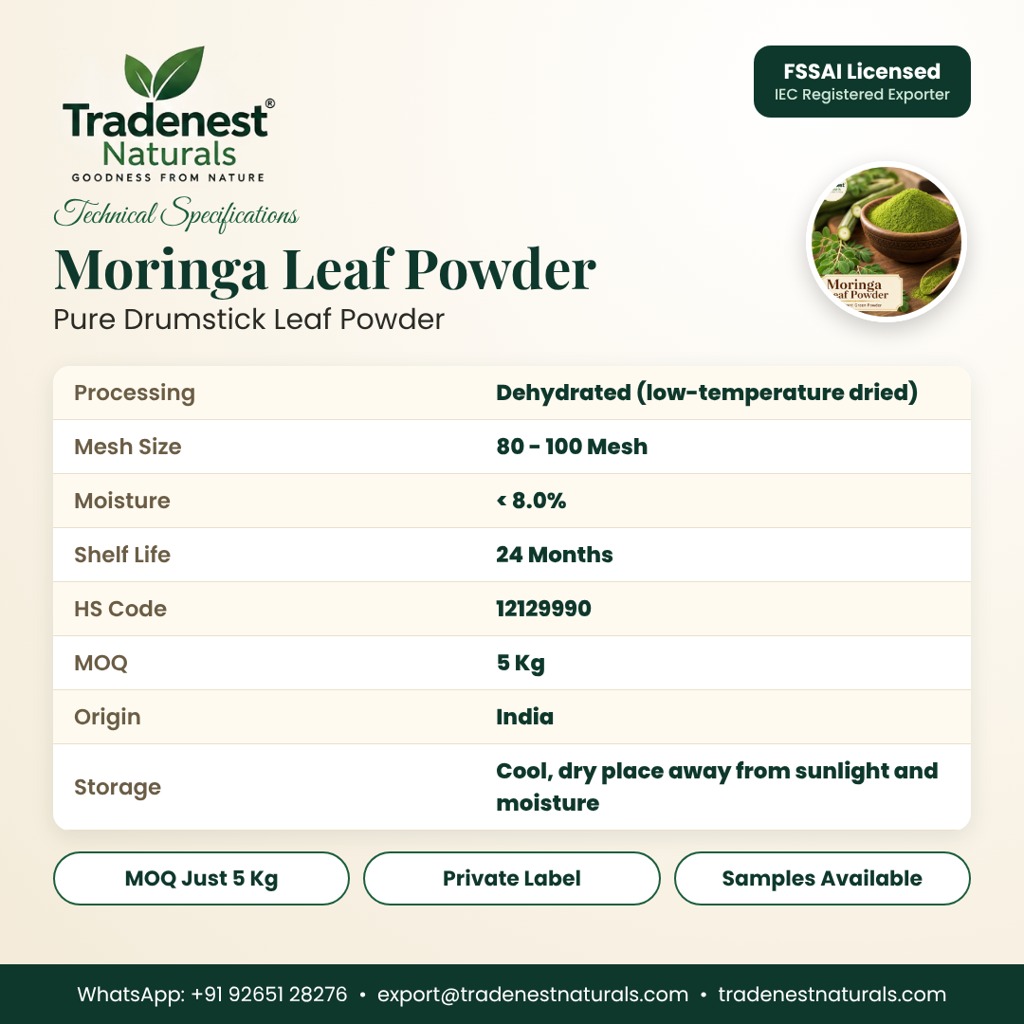 Tradenest®
Naturals
GOODNESS FROM NATURE
FSSAI Licensed
IEC Registered Exporter
Technical Specifications
Moringa Leaf Powder
Pure Drumstick Leaf Powder
Moringa
eaf Powder
Processing Dehydrated (low-temperature dried)
Mesh Size 80 - 100 Mesh
Moisture < 8.0%
Shelf Life 24 Months
HS Code 12129990
MOQ 5 Kg
Origin India
Storage Cool, dry place away from sunlight and
moisture
MOQ Just 5 Kg Private Label Samples Available
WhatsApp: +91 92651 28276 • export@tradenestnaturals.com • tradenestnaturals.com